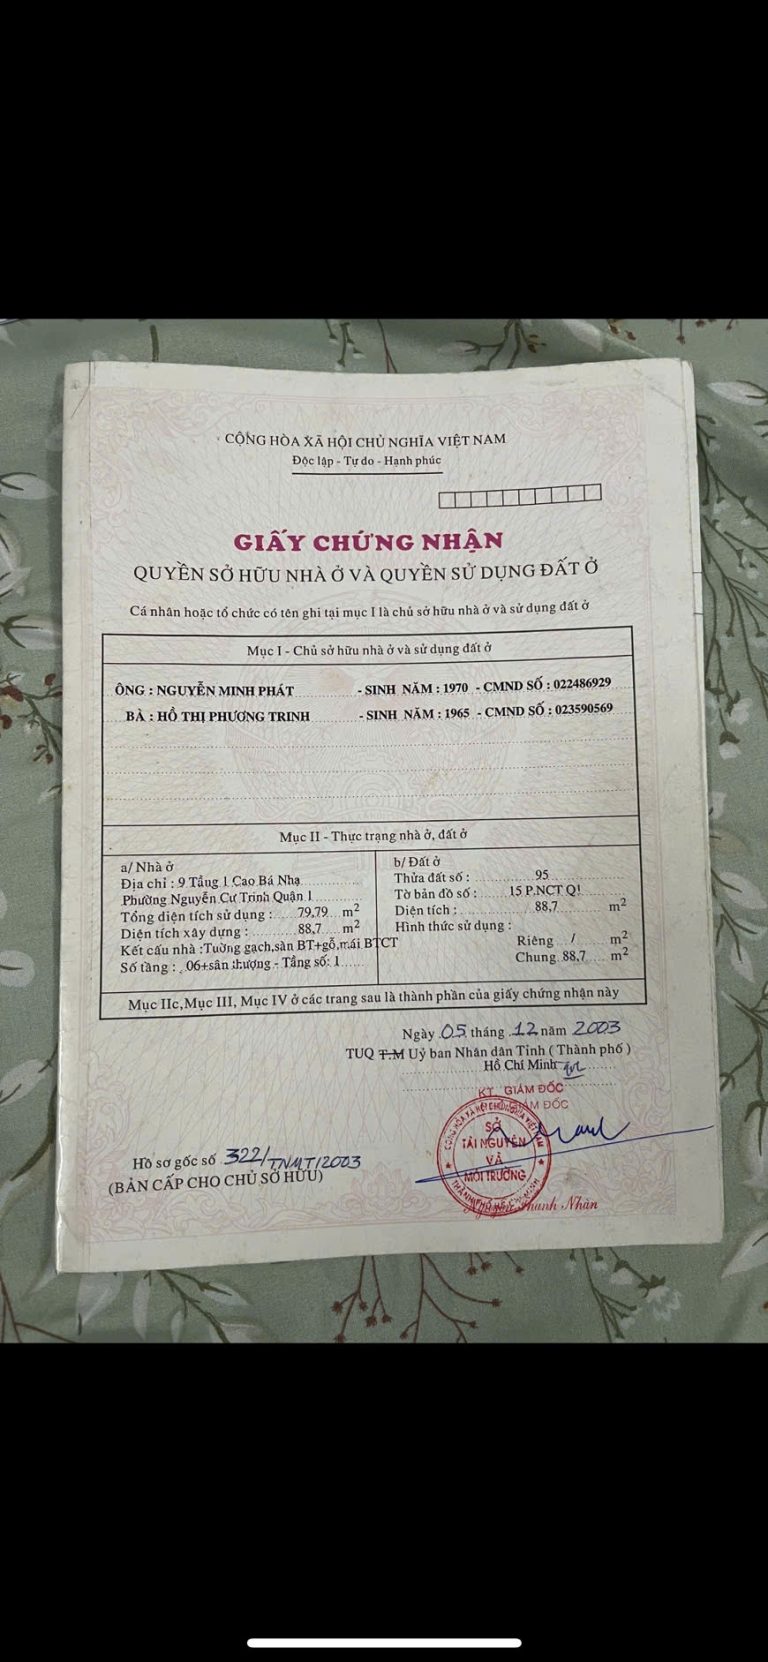 CỘNG HÒA XÃ HỘI CHỦ NGHĨA VIỆT NAM
Độc lập - Tự do - Hạnh phúc
GIẤY CHỨNG NHẬN
QUYỀN SỞ HỮU NHÀ Ở VÀ QUYỀN SỬ DỤNG ĐẤT Ở
Cá nhân hoặc tổ chức có tên ghi tại mục I là chủ sở hữu nhà ở và sử dụng đất ở
Mục I - Chủ sở hữu nhà ở và sử dụng đất ở
ÔNG : NGUYỄN MINH PHÁT - SINH NĂM : 1970 - CMND SỐ : 022486929
BÀ : HỒ THỊ PHƯƠNG TRINH - SINH NĂM : 1965 - CMND SỐ : 023590569
Mục II - Thực trạng nhà ở, đất ở
a/ Nhà ở
Địa chỉ : 9 Tầng 1 Cao Bá Nhạ
Phường Nguyễn Cư Trinh Quận 1
Tổng diện tích sử dụng : 79,79 m2
Diện tích xây dựng : 88,7 m2
Kết cấu nhà : Tường gạch,sàn BT+gỗ,mái BTCT
Số tầng : 06+sân thượng - Tầng số: 1
b/ Đất ở
Thửa đất số : 95
Tờ bản đồ số : 15 P.NCT Q!
Diện tích : 88,7 m2
Hình thức sử dụng :
Riêng / m2
Chung 88,7 m2
Mục IIc,Mục III, Mục IV ở các trang sau là thành phần của giấy chứng nhận này
Ngày 05 tháng 12 năm 2003
TUQ T.M Uỷ ban Nhân dân Tỉnh ( Thành phố )
Hồ Chí Minh
KT. GIÁM ĐỐC
GIÁM ĐỐC
SỞ
TÀI NGUYÊN
VÀ
MÔI TRƯỜNG
Thanh Nhàn
Hồ sơ gốc số 322/TNMT/2003
(BẢN CẤP CHO CHỦ SỞ HỮU)